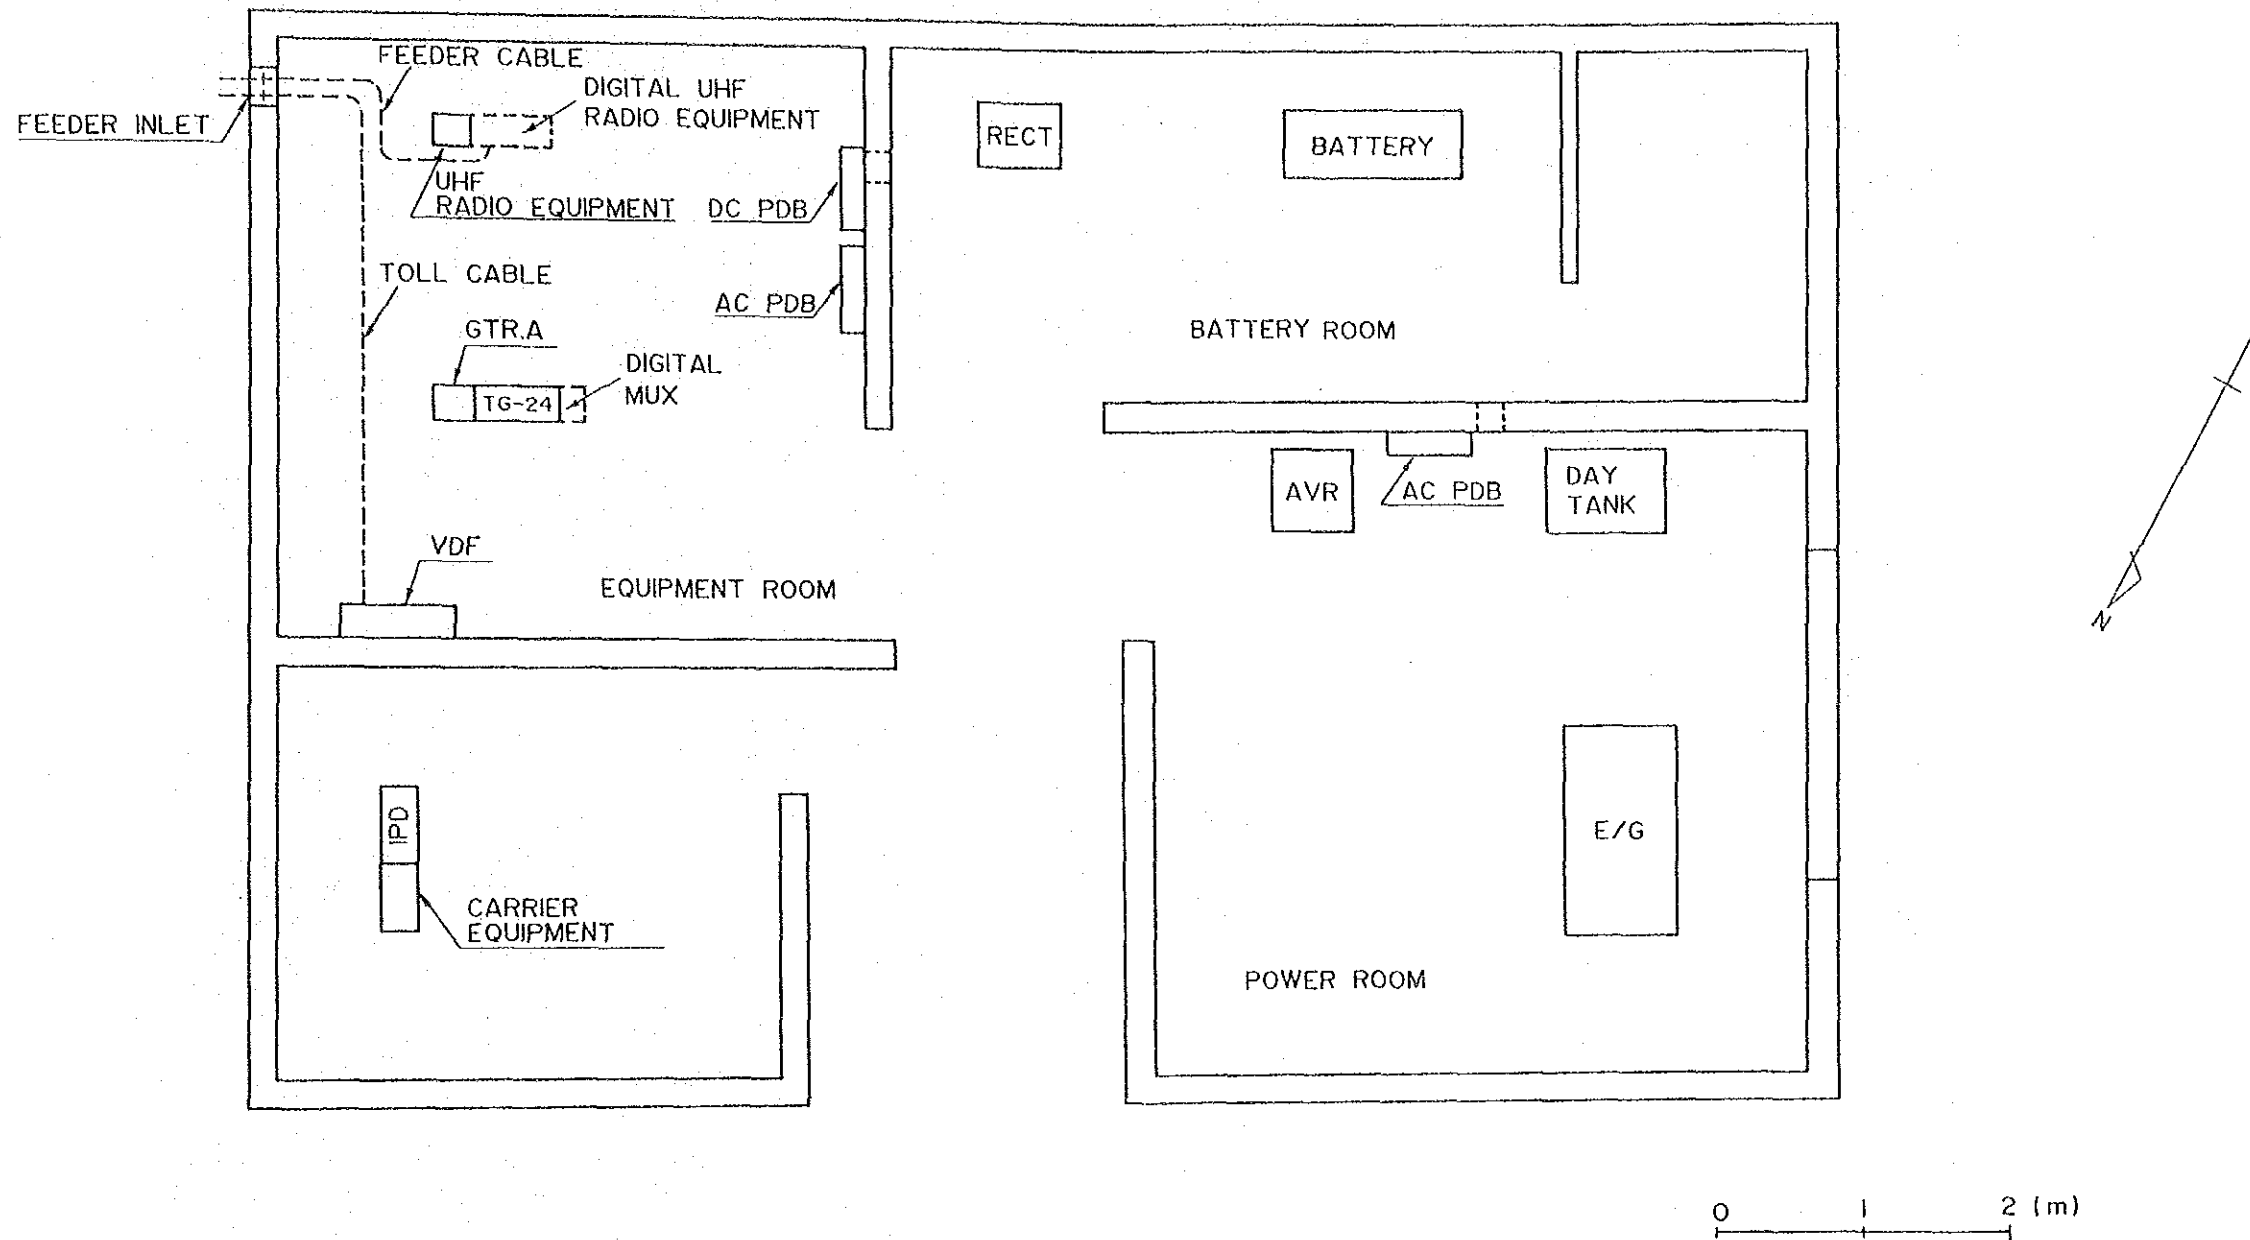 FEEDER CABLE
DIGITAL UHF
RADIO EQUIPMENT
FEEDER INLET
RECT
BATTERY
UHF
RADIO EQUIPMENT
DC PDB
TOLL CABLE
AC PDB
GTR.A
BATTERY ROOM
DIGITAL
MUX
TG-24
AVR
AC PDB
DAY
TANK
VDF
EQUIPMENT ROOM
N
IPD
E/G
CARRIER
EQUIPMENT
POWER ROOM
0 1 2 (m)